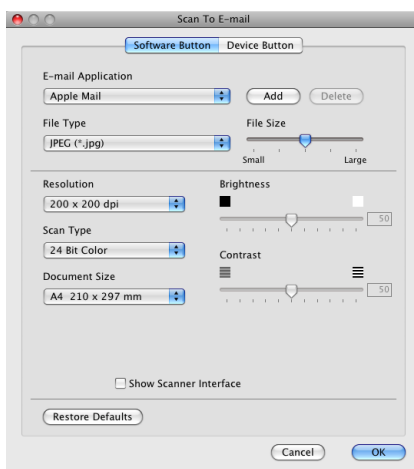 Scan To E-mail
Software Button Device Button
E-mail Application
Apple Mail Add Delete
File Type File Size
JPEG (*.jpg)
Small Large
Resolution Brightness
200 x 200 dpi
50
Scan Type
24 Bit Color
Contrast
Document Size
A4 210 x 297 mm 50
Show Scanner Interface
Restore Defaults
Cancel OK